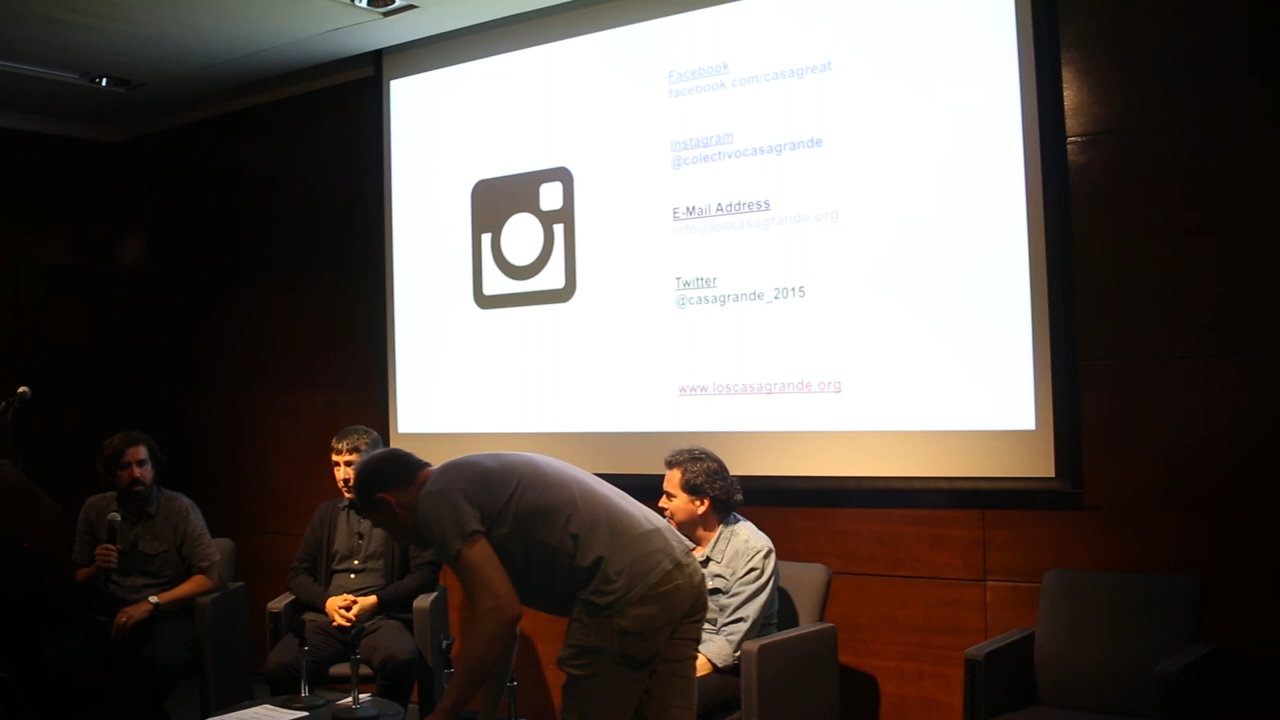 Facebook
facebook.com/casagreat
Instagram
@colectivocasagrande
E-Mail Address
info@loscasagrande.org
Twitter
@casagrande_2015
www.loscasagrande.org